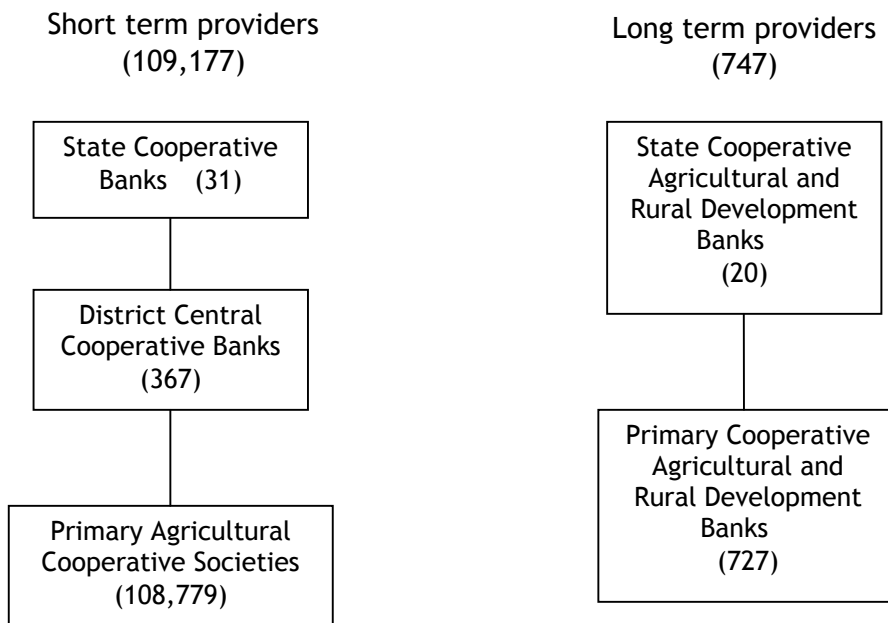 Short term providers
(109,177)
State Cooperative
Banks (31)
District Central
Cooperative Banks
(367)
Primary Agricultural
Cooperative Societies
(108,779)
Long term providers
(747)
State Cooperative
Agricultural and
Rural Development
Banks
(20)
Primary Cooperative
Agricultural and
Rural Development
Banks
(727)